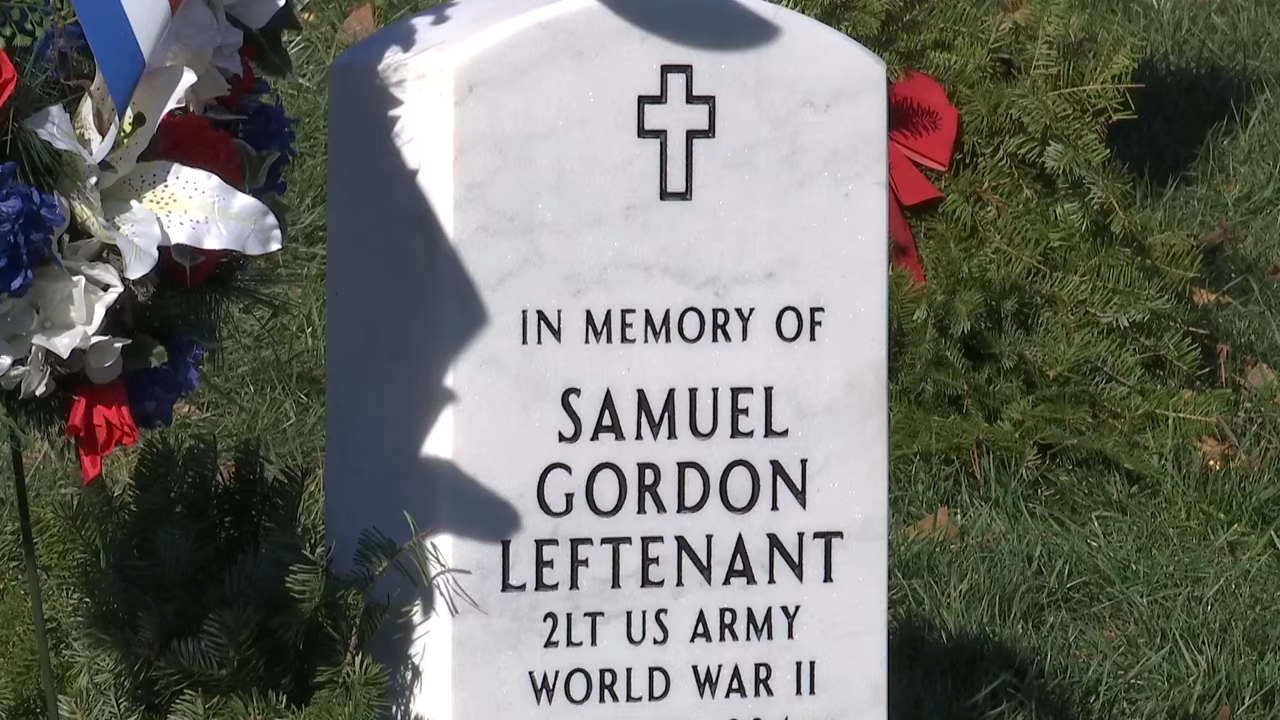 IN MEMORY OF
SAMUEL
GORDON
LEFTENANT
2LT US ARMY
WORLD WAR II